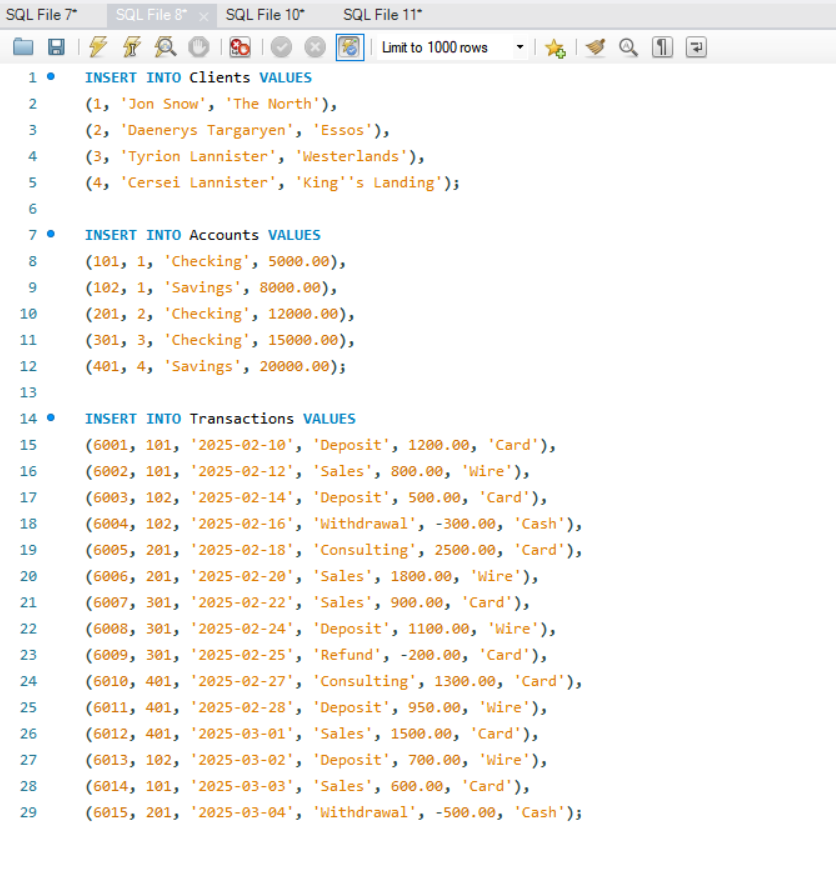 SQL File 7* SQL File 8* × SQL File 10* SQL File 11*
Limit to 1000 rows
1 INSERT INTO Clients VALUES
2 (1, 'Jon Snow', 'The North'),
3 (2, 'Daenerys Targaryen', 'Essos'),
4 (3, 'Tyrion Lannister', 'Westerlands'),
5 (4, 'Cersei Lannister', 'King''s Landing');
6
7 INSERT INTO Accounts VALUES
8 (101, 1, 'Checking', 5000.00),
9 (102, 1, 'Savings', 8000.00),
10 (201, 2, 'Checking', 12000.00),
11 (301, 3, 'Checking', 15000.00),
12 (401, 4, 'Savings', 20000.00);
13
14 INSERT INTO Transactions VALUES
15 (6001, 101, '2025-02-10', 'Deposit', 1200.00, 'Card'),
16 (6002, 101, '2025-02-12', 'Sales', 800.00, 'Wire'),
17 (6003, 102, '2025-02-14', 'Deposit', 500.00, 'Card'),
18 (6004, 102, '2025-02-16', 'Withdrawal', -300.00, 'Cash'),
19 (6005, 201, '2025-02-18', 'Consulting', 2500.00, 'Card'),
20 (6006, 201, '2025-02-20', 'Sales', 1800.00, 'Wire'),
21 (6007, 301, '2025-02-22', 'Sales', 900.00, 'Card'),
22 (6008, 301, '2025-02-24', 'Deposit', 1100.00, 'Wire'),
23 (6009, 301, '2025-02-25', 'Refund', -200.00, 'Card'),
24 (6010, 401, '2025-02-27', 'Consulting', 1300.00, 'Card'),
25 (6011, 401, '2025-02-28', 'Deposit', 950.00, 'Wire'),
26 (6012, 401, '2025-03-01', 'Sales', 1500.00, 'Card'),
27 (6013, 102, '2025-03-02', 'Deposit', 700.00, 'Wire'),
28 (6014, 101, '2025-03-03', 'Sales', 600.00, 'Card'),
29 (6015, 201, '2025-03-04', 'Withdrawal', -500.00, 'Cash');